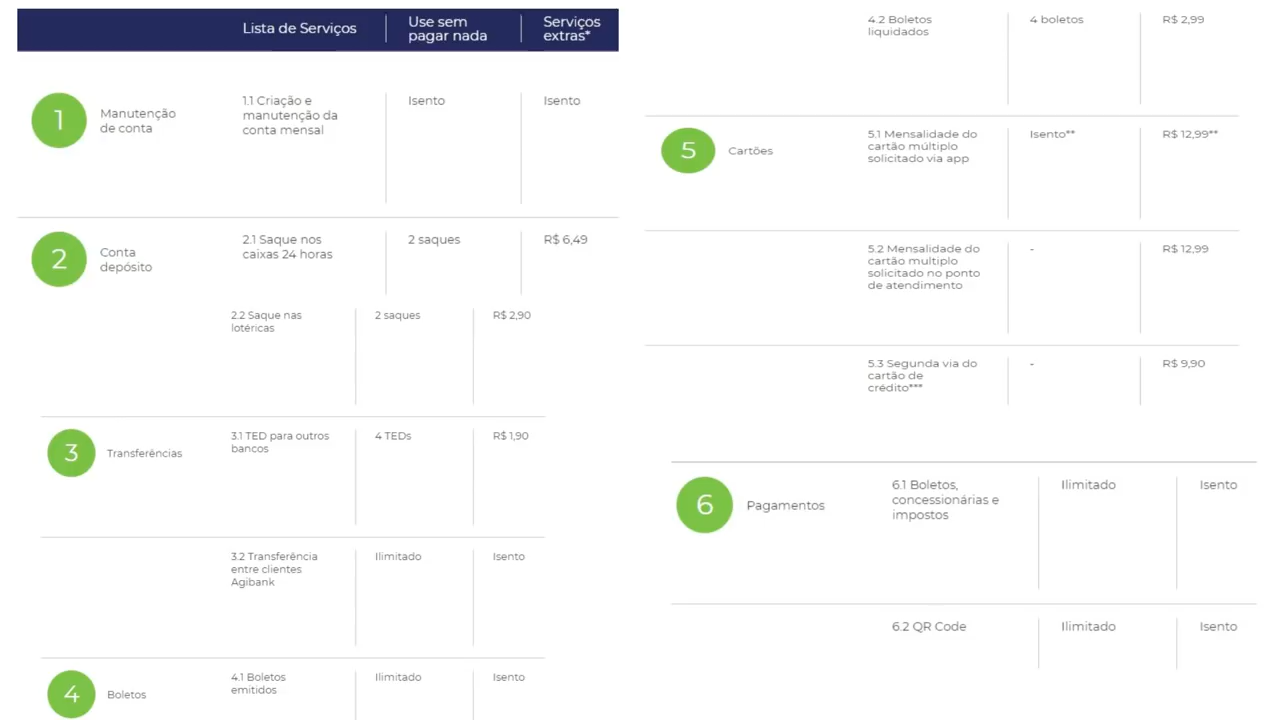 Lista de Serviços
Use sem
pagar nada
Serviços
extras*
1
Manutenção
de conta
1.1 Criação e
manutenção da
conta mensal
Isento
Isento
2
Conta
depósito
2.1 Saque nos
caixas 24 horas
2 saques
R$ 6,49
2.2 Saque nas
lotéricas
2 saques
R$ 2,90
3
Transferências
3.1 TED para outros
bancos
4 TEDs
R$ 1,90
3.2 Transferência
entre clientes
Agibank
Ilimitado
Isento
4
Boletos
4.1 Boletos
emitidos
Ilimitado
Isento
4.2 Boletos
liquidados
4 boletos
R$ 2,99
5
Cartões
5.1 Mensalidade do
cartão múltiplo
solicitado via app
Isento**
R$ 12,99**
5.2 Mensalidade do
cartão multiplo
solicitado no ponto
de atendimento
-
R$ 12,99
5.3 Segunda via do
cartão de
crédito***
-
R$ 9,90
6
Pagamentos
6.1 Boletos,
concessionárias e
impostos
Ilimitado
Isento
6.2 QR Code
Ilimitado
Isento